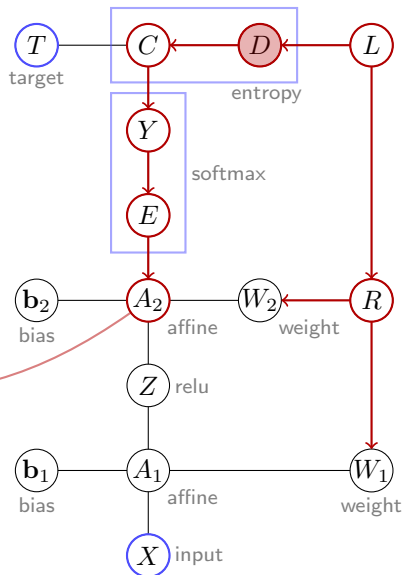 T C D L
target
entropy
Y
softmax
E
b₂ A₂ W₂ R
bias affine weight
Z relu
b₁ A₁ W₁
bias affine weight
X input